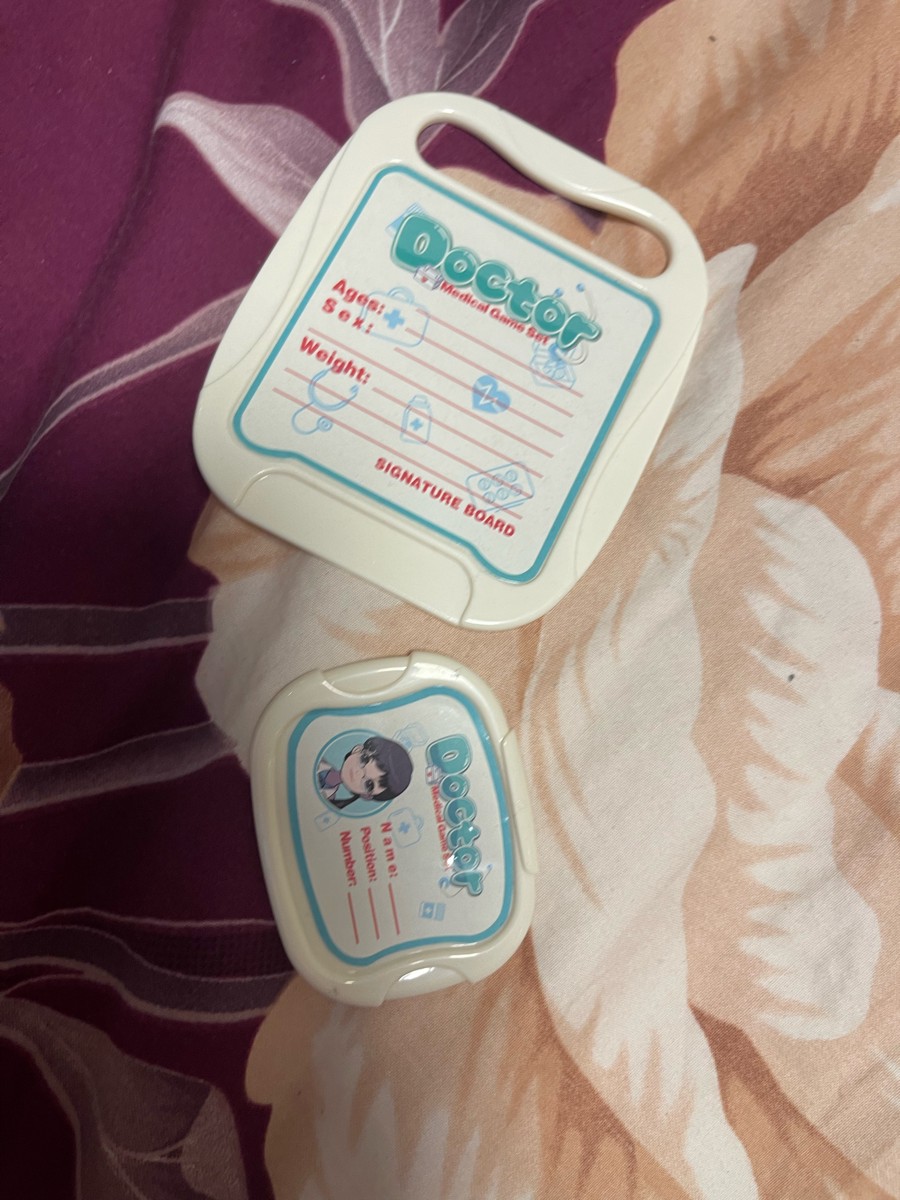 Doctor
Medical Game Set
Ages:
Sex:
Weight:
SIGNATURE BOARD
Doctor
Medical Game Set
Name:
Position:
Number: